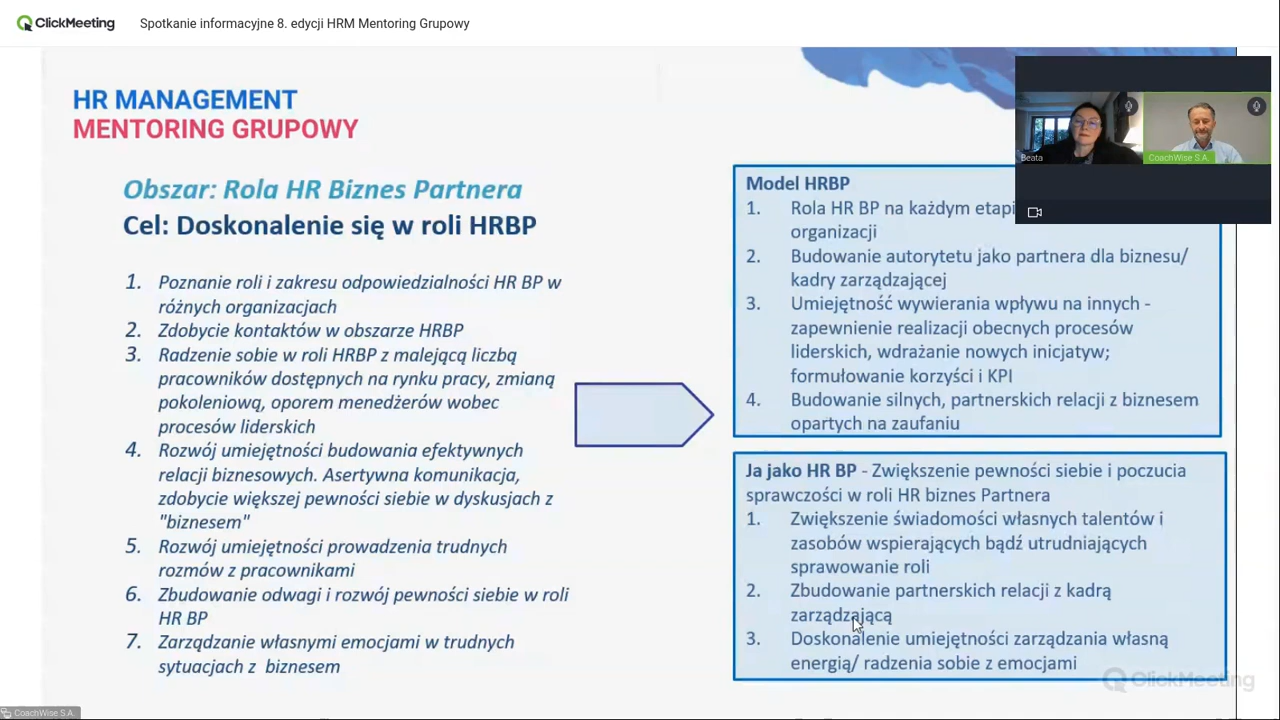 ClickMeeting
Spotkanie informacyjne 8. edycji HRM Mentoring Grupowy
HR MANAGEMENT
MENTORING GRUPOWY
Obszar: Rola HR Biznes Partnera
Cel: Doskonalenie się w roli HRBP
1. Poznanie roli i zakresu odpowiedzialności HR BP w
różnych organizacjach
2. Zdobycie kontaktów w obszarze HRBP
3. Radzenie sobie w roli HRBP z malejącą liczbą
pracowników dostępnych na rynku pracy, zmianą
pokoleniową, oporem menedżerów wobec
procesów liderskich
4. Rozwój umiejętności budowania efektywnych
relacji biznesowych. Asertywna komunikacja,
zdobycie większej pewności siebie w dyskusjach z
"biznesem"
5. Rozwój umiejętności prowadzenia trudnych
rozmów z pracownikami
6. Zbudowanie odwagi i rozwój pewności siebie w roli
HR BP
7. Zarządzanie własnymi emocjami w trudnych
sytuacjach z biznesem
Model HRBP
1. Rola HR BP na każdym etapi
organizacji
2. Budowanie autorytetu jako partnera dla biznesu/
kadry zarządzającej
3. Umiejętność wywierania wpływu na innych -
zapewnienie realizacji obecnych procesów
liderskich, wdrażanie nowych inicjatyw;
formułowanie korzyści i KPI
4. Budowanie silnych, partnerskich relacji z biznesem
opartych na zaufaniu
Ja jako HR BP - Zwiększenie pewności siebie i poczucia
sprawczości w roli HR biznes Partnera
1. Zwiększenie świadomości własnych talentów i
zasobów wspierających bądź utrudniających
sprawowanie roli
2. Zbudowanie partnerskich relacji z kadrą
zarządzającą
3. Doskonalenie umiejętności zarządzania własną
energią/ radzenia sobie z emocjami
Beata
CoachWise S.A.
ClickMeeting
CoachWise S.A.